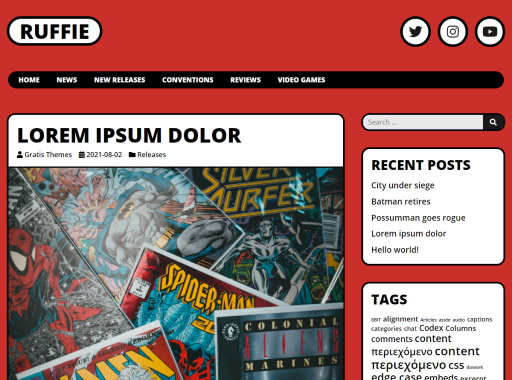 RUFFIE
HOME NEWS NEW RELEASES CONVENTIONS REVIEWS VIDEO GAMES
LOREM IPSUM DOLOR
Gratis Themes 2021-08-02 Releases
SILVER
SURFER
SPIDER-MAN
COLONIAL
ALIENS
MARINES
X-MEN
Search ...
RECENT POSTS
City under siege
Batman retires
Possumman goes rogue
Lorem ipsum dolor
Hello world!
TAGS
8BIT alignment Articles aside audio captions
categories chat Codex Columns
comments content
περιεχόμενο content
περιεχόμενο css dowork
edge case embeds excerpt